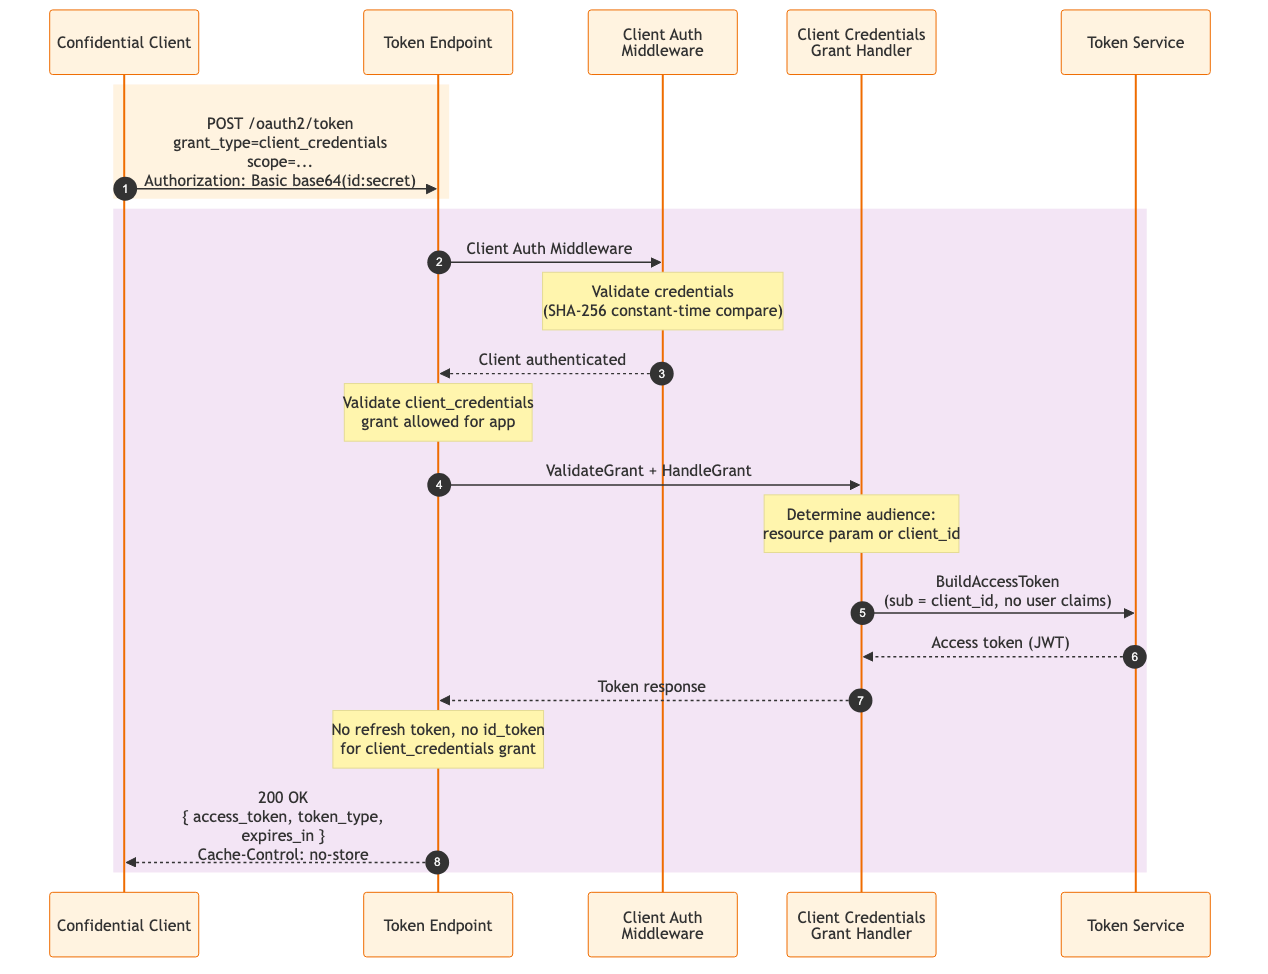 Confidential Client
Token Endpoint
Client Auth
Middleware
Client Credentials
Grant Handler
Token Service
POST /oauth2/token
grant_type=client_credentials
scope=...
Authorization: Basic base64(id:secret)
1
Client Auth Middleware
2
Validate credentials
(SHA-256 constant-time compare)
Client authenticated
3
Validate client_credentials
grant allowed for app
ValidateGrant + HandleGrant
4
Determine audience:
resource param or client_id
BuildAccessToken
(sub = client_id, no user claims)
5
Access token (JWT)
6
Token response
7
No refresh token, no id_token
for client_credentials grant
200 OK
{ access_token, token_type,
expires_in }
Cache-Control: no-store
8
Confidential Client
Token Endpoint
Client Auth
Middleware
Client Credentials
Grant Handler
Token Service